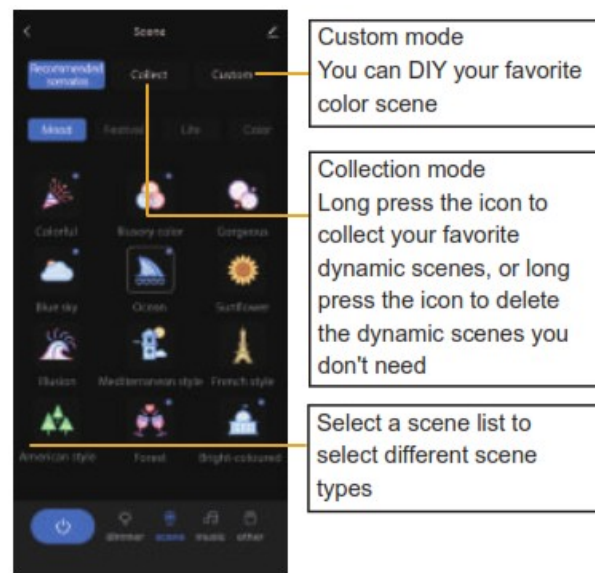 Scene
Recommended
scenarios
Collect
Custom
Mood
Festival
Life
Color
Colorful
Illusory color
Gorgeous
Blue sky
Ocean
Sunflower
Illusion
Mediterranean style
French style
American style
Forest
Bright-coloured
dimmer
scene
music
other
Custom mode
You can DIY your favorite
color scene
Collection mode
Long press the icon to
collect your favorite
dynamic scenes, or long
press the icon to delete
the dynamic scenes you
don't need
Select a scene list to
select different scene
types